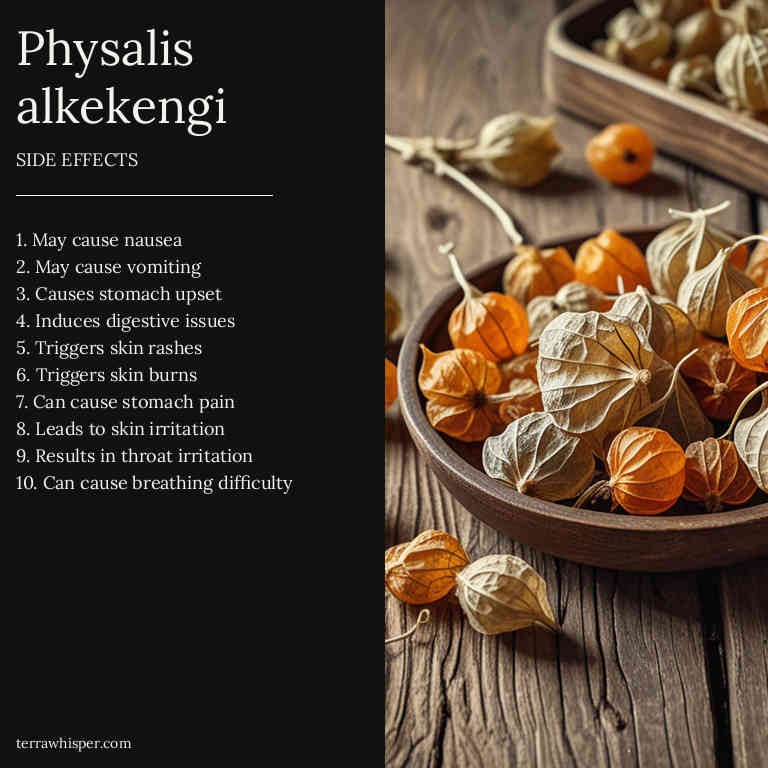 Physalis
alkekengi
SIDE EFFECTS
1. May cause nausea
2. May cause vomiting
3. Causes stomach upset
4. Induces digestive issues
5. Triggers skin rashes
6. Triggers skin burns
7. Can cause stomach pain
8. Leads to skin irritation
9. Results in throat irritation
10. Can cause breathing difficulty
terrawhisper.com